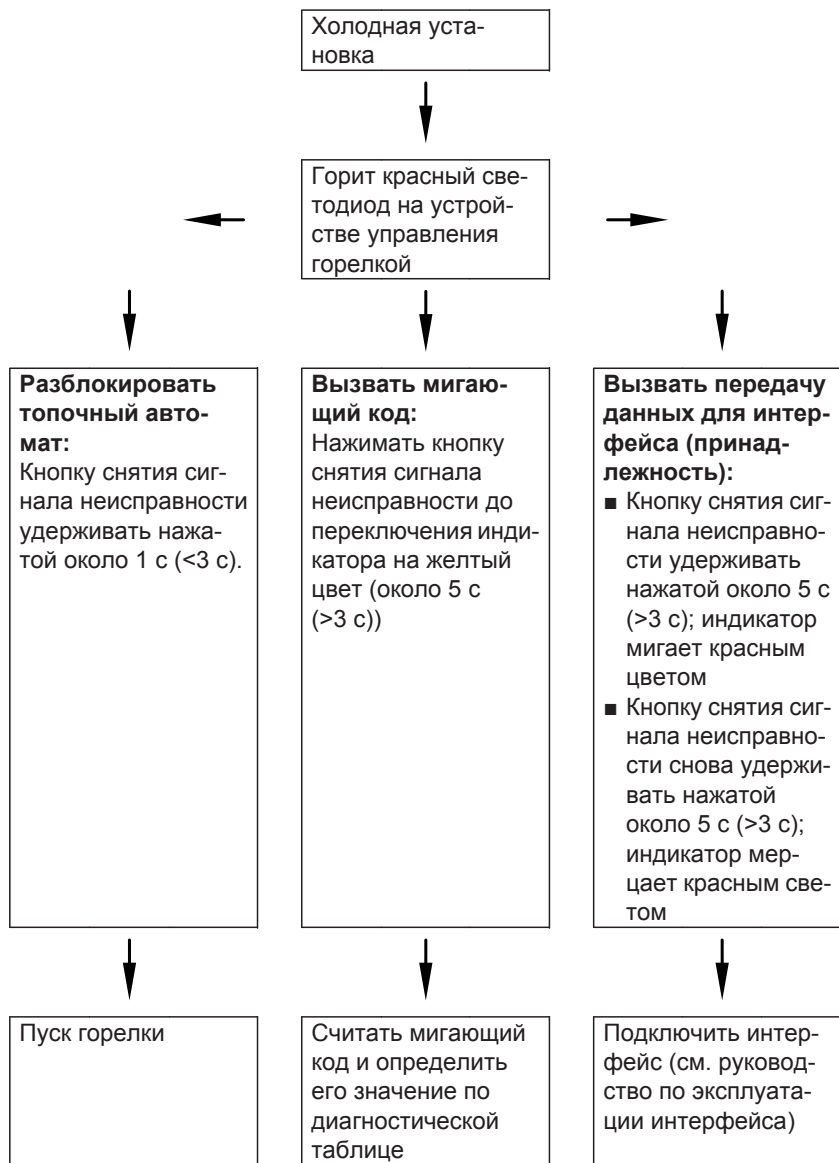 Холодная уста-
новка
Горит красный све-
тодиод на устрой-
стве управления
горелкой
Разблокировать
топочный авто-
мат:
Кнопку снятия сиг-
нала неисправности
удерживать нажа-
той около 1 с (<3 с).
Вызвать мигаю-
щий код:
Нажимать кнопку
снятия сигнала
неисправности до
переключения инди-
катора на желтый
цвет (около 5 с
(>3 с))
Вызвать передачу
данных для интер-
фейса (принад-
лежность):
■ Кнопку снятия сиг-
нала неисправно-
сти удерживать
нажатой около 5 с
(>3 с); индикатор
мигает красным
цветом
■ Кнопку снятия сиг-
нала неисправно-
сти снова удержи-
вать нажатой
около 5 с (>3 с);
индикатор мер-
цает красным све-
том
Пуск горелки
Считать мигающий
код и определить
его значение по
диагностической
таблице
Подключить интер-
фейс (см. руковод-
ство по эксплуата-
ции интерфейса)